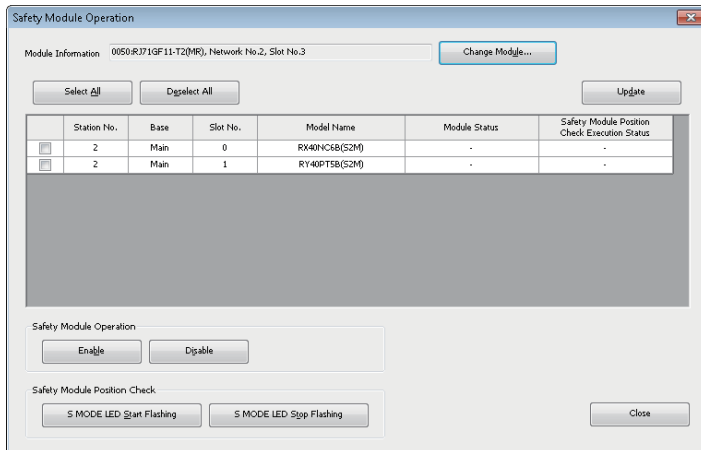 Safety Module Operation
Module Information 0050:RJ71GF11-T2(MR), Network No.2, Slot No.3 Change Module...
Select All Deselect All Update
Station No. Base Slot No. Model Name Module Status Safety Module Position
Check Execution Status
2 Main 0 RX40NC6B(S2M) - -
2 Main 1 RY40PT5B(S2M) - -
Safety Module Operation
Enable Disable
Safety Module Position Check
S MODE LED Start Flashing S MODE LED Stop Flashing Close